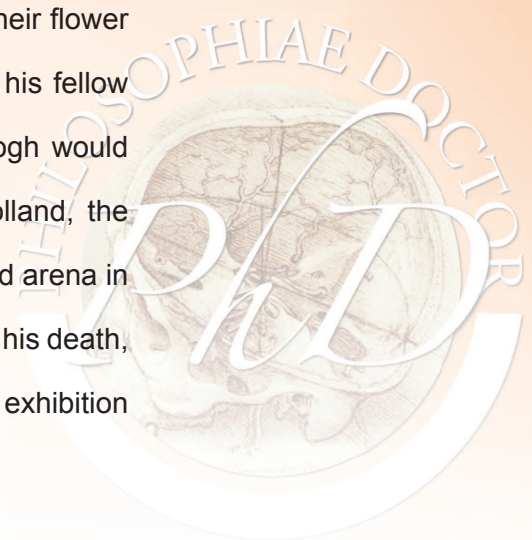 heir flower
his fellow
ogh would
olland, the
d arena in
his death,
exhibition
PHILOSOPHIAE DOCTOR
PhD